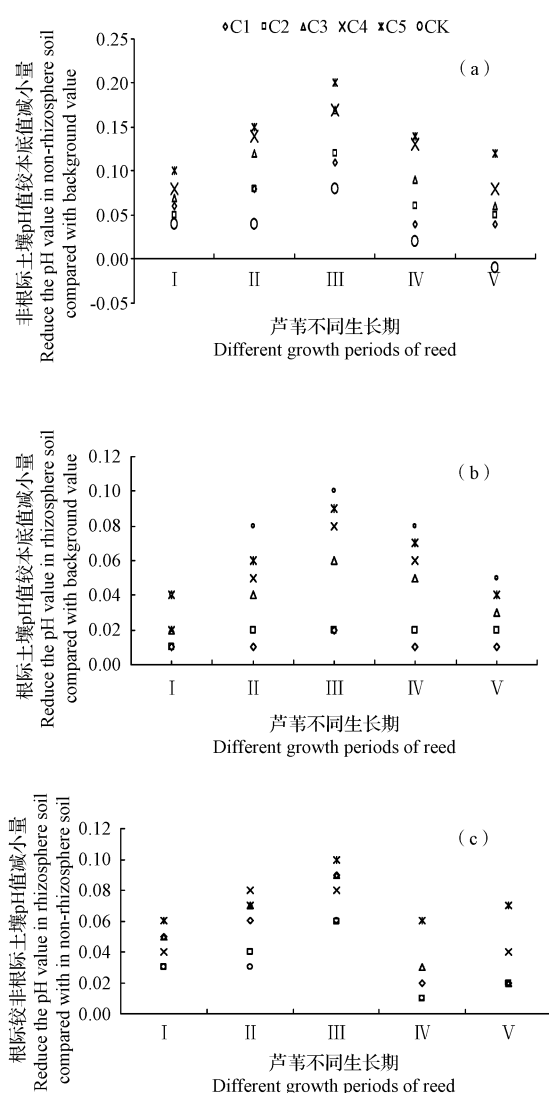 C1 C2 C3 C4 C5 CK
(a)
非根际土壤pH值较本底值减小量
Reduce the pH value in non-rhizosphere soil
compared with background value
0.25
0.20
0.15
0.10
0.05
0.00
-0.05
Ⅰ Ⅱ Ⅲ Ⅳ Ⅴ
芦苇不同生长期
Different growth periods of reed
(b)
根际土壤pH值较本底值减小量
Reduce the pH value in rhizosphere soil
compared with background value
0.12
0.10
0.08
0.06
0.04
0.02
0.00
Ⅰ Ⅱ Ⅲ Ⅳ Ⅴ
芦苇不同生长期
Different growth periods of reed
(c)
根际较非根际土壤pH值减小量
Reduce the pH value in rhizosphere soil
compared with in non-rhizosphere soil
0.12
0.10
0.08
0.06
0.04
0.02
0.00
Ⅰ Ⅱ Ⅲ Ⅳ Ⅴ
芦苇不同生长期
Different growth periods of reed